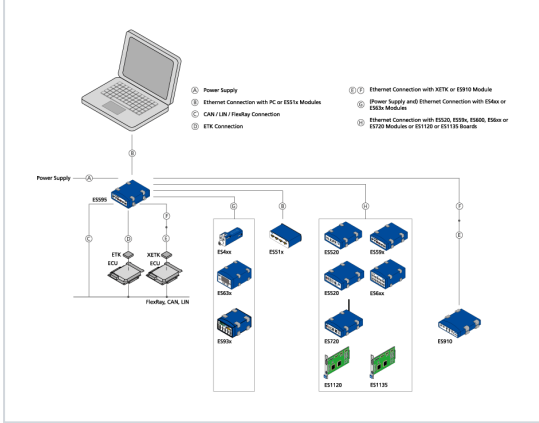 Ⓐ Power Supply
Ⓑ Ethernet Connection with PC or ES51x Modules
Ⓒ CAN / LIN / FlexRay Connection
Ⓓ ETK Connection
Ⓔ Ⓕ Ethernet Connection with XETK or ES910 Module
Ⓖ (Power Supply and) Ethernet Connection with ES4xx or
ES63x Modules
Ⓗ Ethernet Connection with ES520, ES59x, ES600, ES6xx or
ES720 Modules or ES1120 or ES1135 Boards
Ⓑ
Power Supply Ⓐ
ES595
Ⓖ Ⓑ Ⓗ Ⓕ
Ⓕ
Ⓒ Ⓓ Ⓔ Ⓔ
ETK XETK
ECU ECU
FlexRay, CAN, LIN
ES4xx ES51x ES520 ES59x
ES63x ES520 ES6xx
ES93x ES720 ES910
ES1120 ES1135